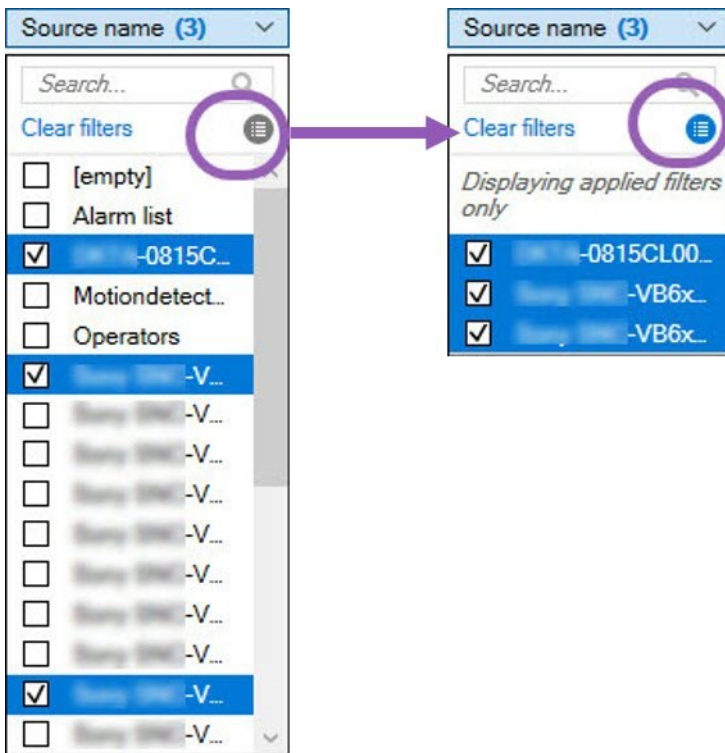 Source name (3)
Search...
Clear filters
[empty]
Alarm list
-0815C...
Motiondetect...
Operators
-V...
-V...
-V...
-V...
-V...
-V...
-V...
-V...
-V...
-V...
Source name (3)
Search...
Clear filters
Displaying applied filters
only
-0815CL00...
-VB6x...
-VB6x...